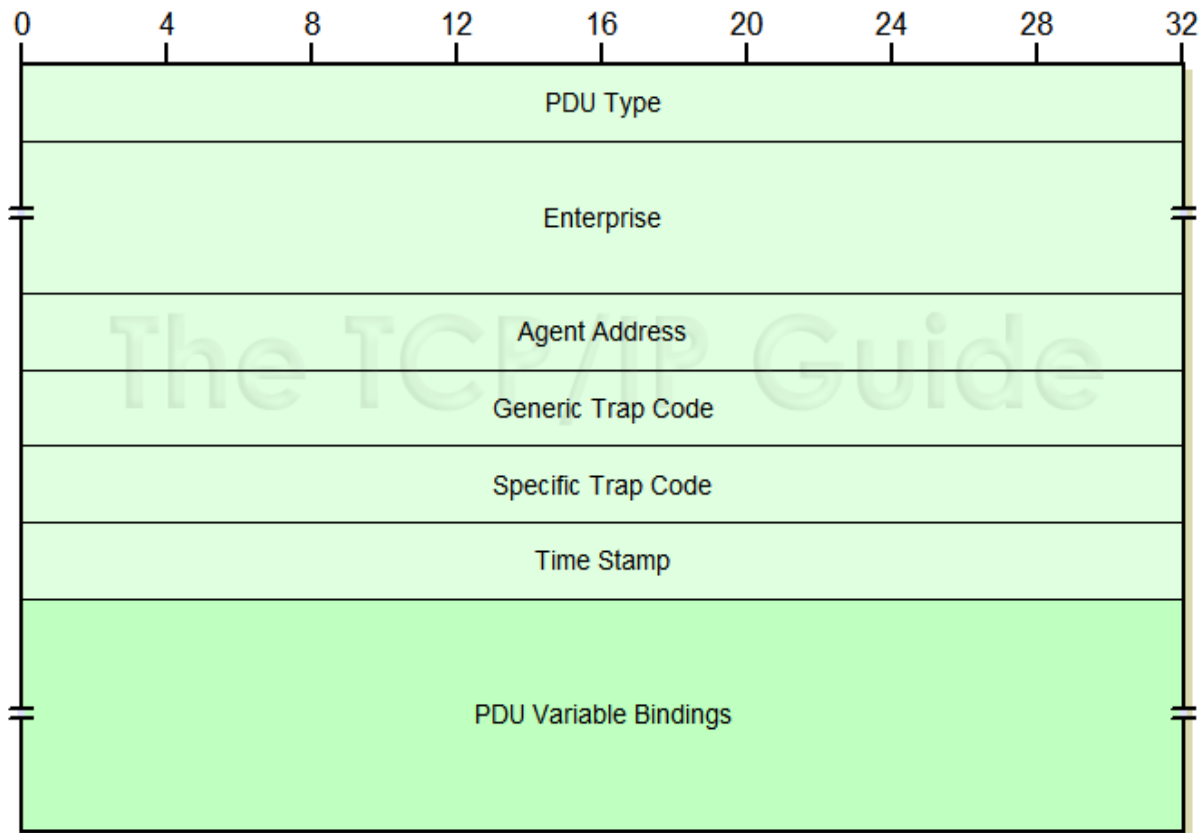 0 4 8 12 16 20 24 28 32
PDU Type
Enterprise
Agent Address
The TCP/IP Guide
Generic Trap Code
Specific Trap Code
Time Stamp
PDU Variable Bindings